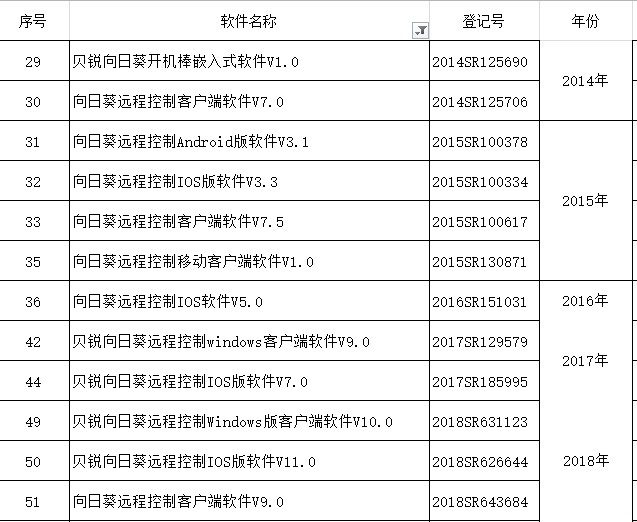 序号 软件名称 登记号 年份
29 贝锐向日葵开机棒嵌入式软件V1.0 2014SR125690
2014年
30 向日葵远程控制客户端软件V7.0 2014SR125706
31 向日葵远程控制Android版软件V3.1 2015SR100378
32 向日葵远程控制IOS版软件V3.3 2015SR100334
2015年
33 向日葵远程控制客户端软件V7.5 2015SR100617
35 向日葵远程控制移动客户端软件V1.0 2015SR130871
36 向日葵远程控制IOS软件V5.0 2016SR151031 2016年
42 贝锐向日葵远程控制windows客户端软件V9.0 2017SR129579
2017年
44 贝锐向日葵远程控制IOS版软件V7.0 2017SR185995
49 贝锐向日葵远程控制Windows版客户端软件V10.0 2018SR631123
50 贝锐向日葵远程控制IOS版软件V11.0 2018SR626644 2018年
51 向日葵远程控制客户端软件V9.0 2018SR643684